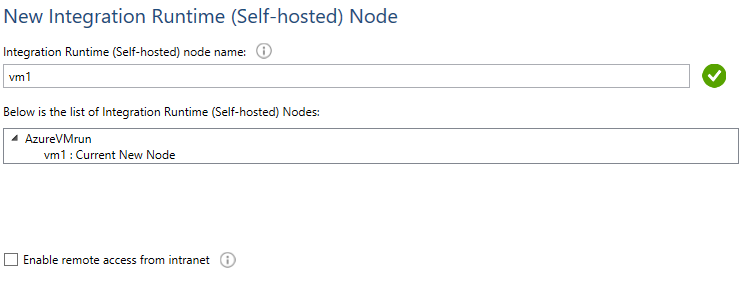 New Integration Runtime (Self-hosted) Node
Integration Runtime (Self-hosted) node name:
vm1
Below is the list of Integration Runtime (Self-hosted) Nodes:
AzureVMrun
vm1 : Current New Node
Enable remote access from intranet